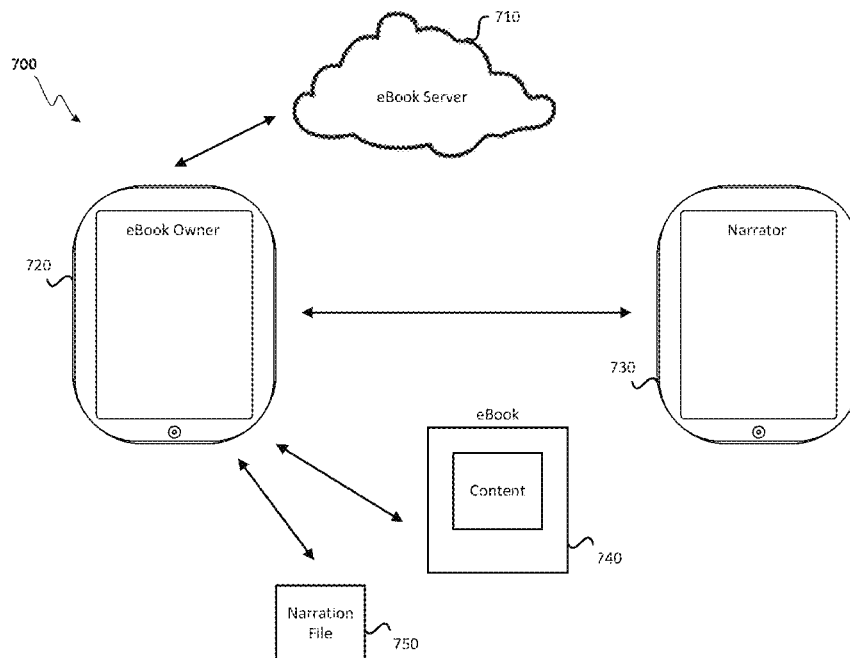 710
700
eBook Server
eBook Owner
Narrator
720
730
eBook
Content
740
Narration
File
750